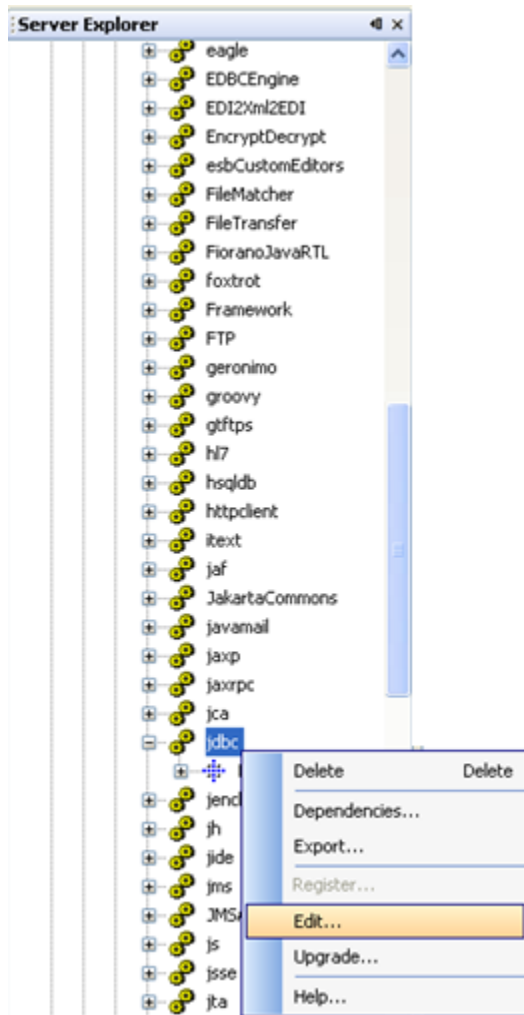 Server Explorer
eagle
EDBCEngine
EDI2Xml2EDI
EncryptDecrypt
esbCustomEditors
FileMatcher
FileTransfer
FioranoJavaRTL
foxtrot
Framework
FTP
geronimo
groovy
gtftps
hl7
hsqldb
httpclient
itext
jaf
JakartaCommons
javamail
jaxp
jaxrpc
jca
jdbc
Delete Delete
Dependencies...
jh
Export...
jide
Register...
jms
Edit...
js
Upgrade...
jsse
Help...
jta